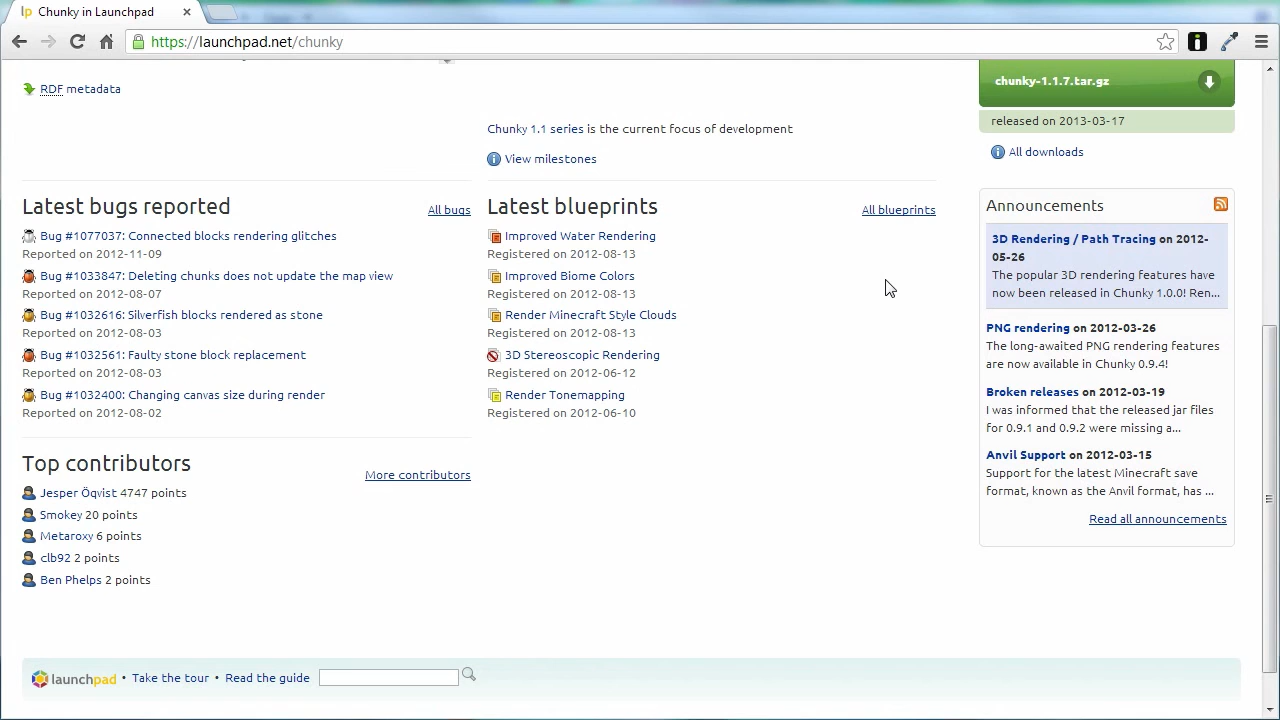 Chunky in Launchpad
https://launchpad.net/chunky
RDF metadata
Chunky 1.1 series is the current focus of development
View milestones
chunky-1.1.7.tar.gz
released on 2013-03-17
All downloads
Latest bugs reported
All bugs
Bug #1077037: Connected blocks rendering glitches
Reported on 2012-11-09
Bug #1033847: Deleting chunks does not update the map view
Reported on 2012-08-07
Bug #1032616: Silverfish blocks rendered as stone
Reported on 2012-08-03
Bug #1032561: Faulty stone block replacement
Reported on 2012-08-03
Bug #1032400: Changing canvas size during render
Reported on 2012-08-02
Latest blueprints
All blueprints
Improved Water Rendering
Registered on 2012-08-13
Improved Biome Colors
Registered on 2012-08-13
Render Minecraft Style Clouds
Registered on 2012-08-13
3D Stereoscopic Rendering
Registered on 2012-06-12
Render Tonemapping
Registered on 2012-06-10
Announcements
3D Rendering / Path Tracing on 2012-
05-26
The popular 3D rendering features have
now been released in Chunky 1.0.0! Ren...
PNG rendering on 2012-03-26
The long-awaited PNG rendering features
are now available in Chunky 0.9.4!
Broken releases on 2012-03-19
I was informed that the released jar files
for 0.9.1 and 0.9.2 were missing a...
Anvil Support on 2012-03-15
Support for the latest Minecraft save
format, known as the Anvil format, has ...
Read all announcements
Top contributors
More contributors
Jesper Öqvist 4747 points
Smokey 20 points
Metaroxy 6 points
clb92 2 points
Ben Phelps 2 points
launchpad • Take the tour • Read the guide